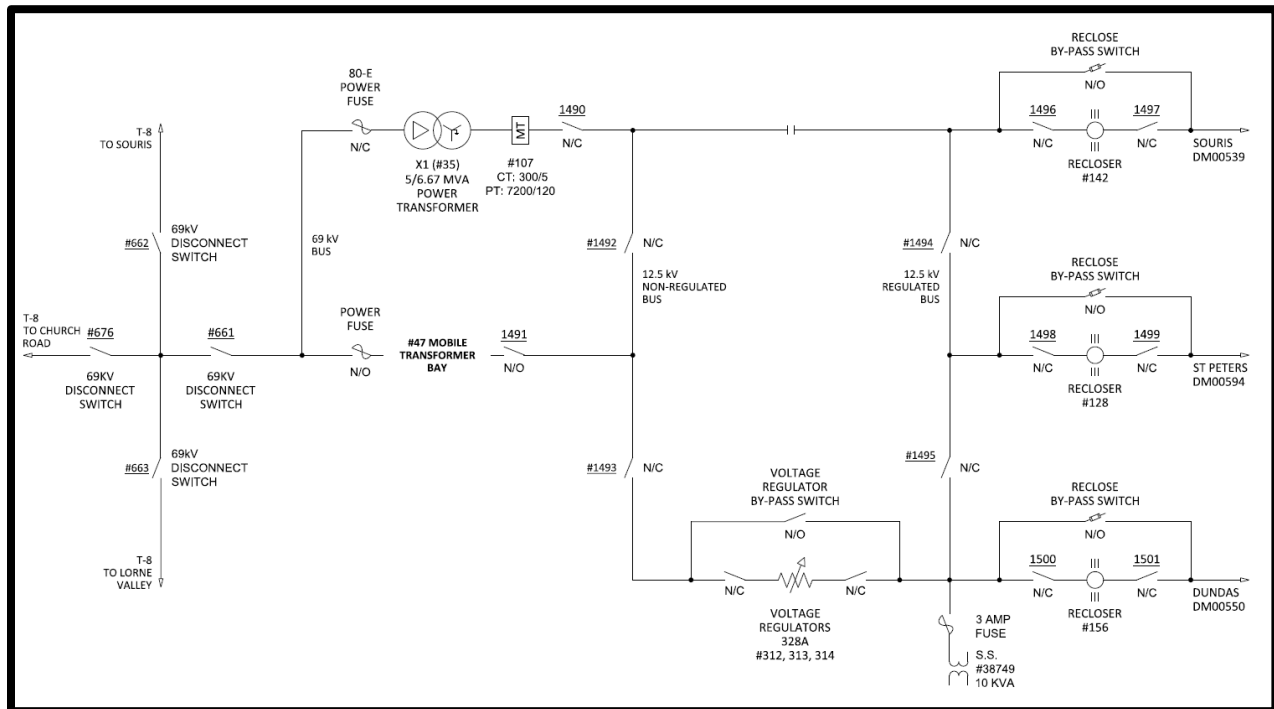 RECLOSE
BY-PASS SWITCH
N/O
80-E
POWER
FUSE
N/C
X1 (#35)
5/6.67 MVA
POWER
TRANSFORMER
MT
#107
CT: 300/5
PT: 7200/120
1490
N/C
1496
N/C
1497
N/C
RECLOSER
#142
SOURIS
DM00539
T-8
TO SOURIS
#662
69kV
DISCONNECT
SWITCH
69 kV
BUS
#1492
N/C
12.5 kV
NON-REGULATED
BUS
#1494
N/C
12.5 kV
REGULATED
BUS
RECLOSE
BY-PASS SWITCH
N/O
T-8
TO CHURCH
ROAD
#676
69KV
DISCONNECT
SWITCH
#661
69KV
DISCONNECT
SWITCH
POWER
FUSE
N/O
#47 MOBILE
TRANSFORMER
BAY
1491
N/O
1498
N/C
1499
N/C
RECLOSER
#128
ST PETERS
DM00594
#663
69kV
DISCONNECT
SWITCH
#1493
N/C
VOLTAGE
REGULATOR
BY-PASS SWITCH
N/O
#1495
N/C
RECLOSE
BY-PASS SWITCH
N/O
T-8
TO LORNE
VALLEY
N/C
N/C
VOLTAGE
REGULATORS
328A
#312, 313, 314
1500
N/C
1501
N/C
RECLOSER
#156
DUNDAS
DM00550
3 AMP
FUSE
S.S.
#38749
10 KVA